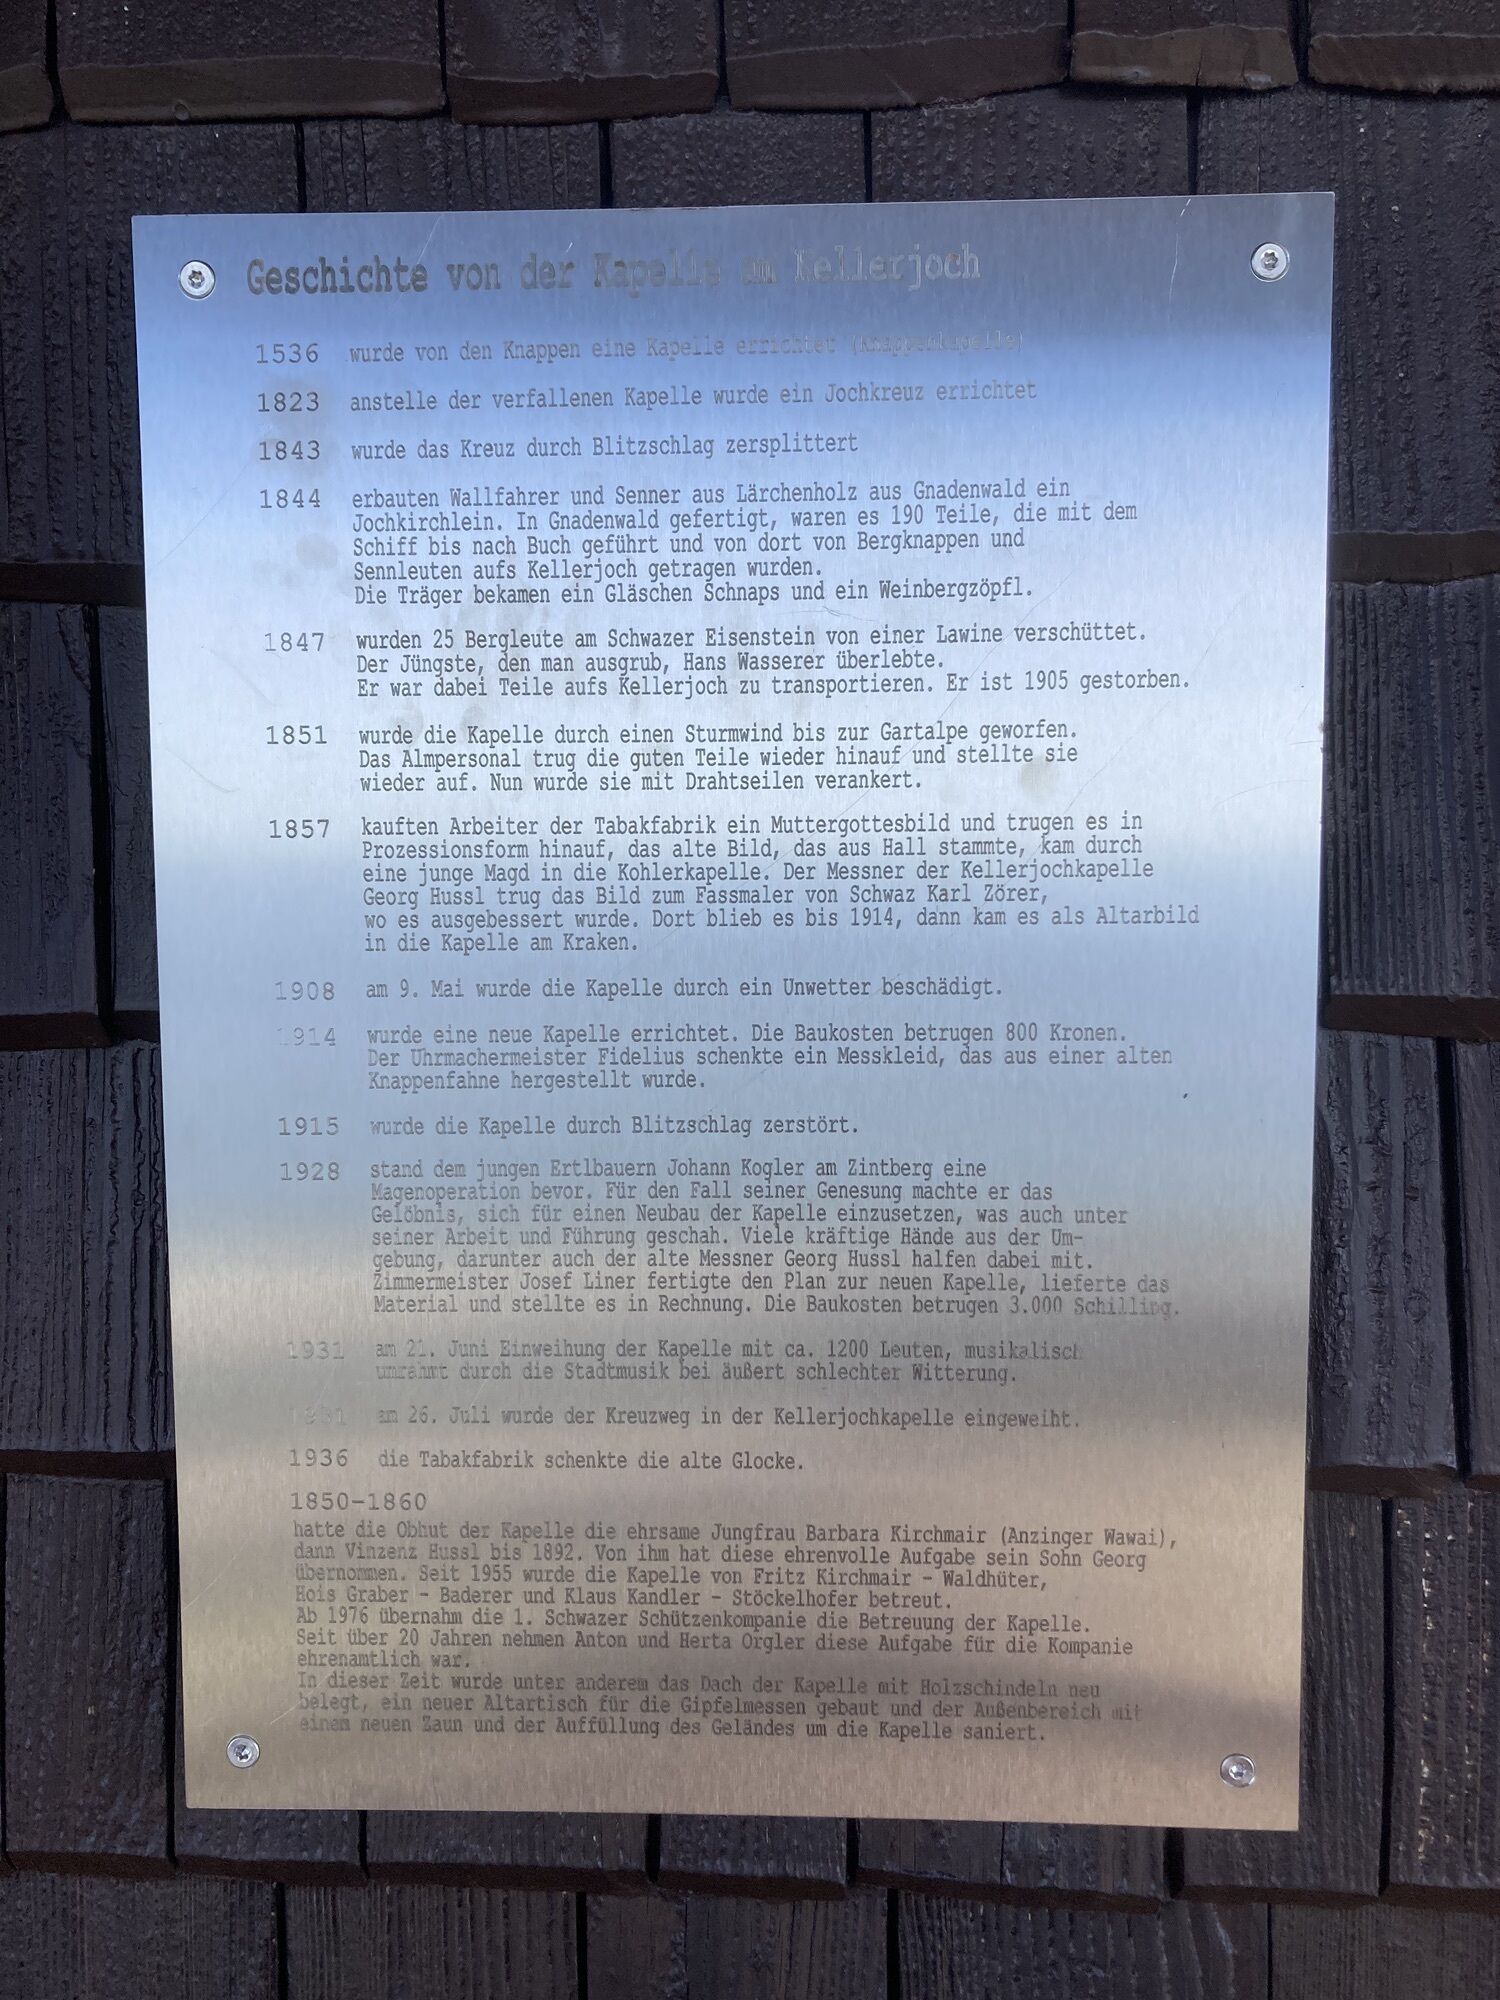 Geschichte von der Kapelle am Kellerjoch
1536 wurde von den Knappen eine Kapelle errichtet (Knappenkapelle)
1823 anstelle der verfallenen Kapelle wurde ein Jochkreuz errichtet
1843 wurde das Kreuz durch Blitzschlag zersplittert
1844 erbauten Wallfahrer und Senner aus Lärchenholz aus Gnadenwald ein
Jochkirchlein. In Gnadenwald gefertigt, waren es 190 Teile, die mit dem
Schiff bis nach Buch geführt und von dort von Bergknappen und
Sennleuten aufs Kellerjoch getragen wurden.
Die Träger bekamen ein Gläschen Schnaps und ein Weinbergzöpfl.
1847 wurden 25 Bergleute am Schwazer Eisenstein von einer Lawine verschüttet.
Der Jüngste, den man ausgrub, Hans Wasserer überlebte.
Er war dabei Teile aufs Kellerjoch zu transportieren. Er ist 1905 gestorben.
1851 wurde die Kapelle durch einen Sturmwind bis zur Gartalpe geworfen.
Das Almpersonal trug die guten Teile wieder hinauf und stellte sie
wieder auf. Nun wurde sie mit Drahtseilen verankert.
1857 kauften Arbeiter der Tabakfabrik ein Muttergottesbild und trugen es in
Prozessionsform hinauf, das alte Bild, das aus Hall stammte, kam durch
eine junge Magd in die Kohlerkapelle. Der Messner der Kellerjochkapelle
Georg Hussl trug das Bild zum Fassmaler von Schwaz Karl Zörer,
wo es ausgebessert wurde. Dort blieb es bis 1914, dann kam es als Altarbild
in die Kapelle am Kraken.
1908 am 9. Mai wurde die Kapelle durch ein Unwetter beschädigt.
1914 wurde eine neue Kapelle errichtet. Die Baukosten betrugen 800 Kronen.
Der Uhrmachermeister Fidelius schenkte ein Messkleid, das aus einer alten
Knappenfahne hergestellt wurde.
1915 wurde die Kapelle durch Blitzschlag zerstört.
1928 stand dem jungen Ertlbauern Johann Kogler am Zintberg eine
Magenoperation bevor. Für den Fall seiner Genesung machte er das
Gelöbnis, sich für einen Neubau der Kapelle einzusetzen, was auch unter
seiner Arbeit und Führung geschah. Viele kräftige Hände aus der Um-
gebung, darunter auch der alte Messner Georg Hussl halfen dabei mit.
Zimmermeister Josef Liner fertigte den Plan zur neuen Kapelle, lieferte das
Material und stellte es in Rechnung. Die Baukosten betrugen 3.000 Schilling.
1931 am 21. Juni Einweihung der Kapelle mit ca. 1200 Leuten, musikalisch
umrahmt durch die Stadtmusik bei äußert schlechter Witterung.
1931 am 26. Juli wurde der Kreuzweg in der Kellerjochkapelle eingeweiht.
1936 die Tabakfabrik schenkte die alte Glocke.
1850-1860
hatte die Obhut der Kapelle die ehrsame Jungfrau Barbara Kirchmair (Anzinger Wawai),
dann Vinzenz Hussl bis 1892. Von ihm hat diese ehrenvolle Aufgabe sein Sohn Georg
übernommen. Seit 1955 wurde die Kapelle von Fritz Kirchmair - Waldhüter,
Hois Graber - Baderer und Klaus Kandler - Stöckelhofer betreut.
Ab 1976 übernahm die 1. Schwazer Schützenkompanie die Betreuung der Kapelle.
Seit über 20 Jahren nehmen Anton und Herta Orgler diese Aufgabe für die Kompanie
ehrenamtlich war.
In dieser Zeit wurde unter anderem das Dach der Kapelle mit Holzschindeln neu
belegt, ein neuer Altartisch für die Gipfelmessen gebaut und der Außenbereich mit
einem neuen Zaun und der Auffüllung des Geländes um die Kapelle saniert.